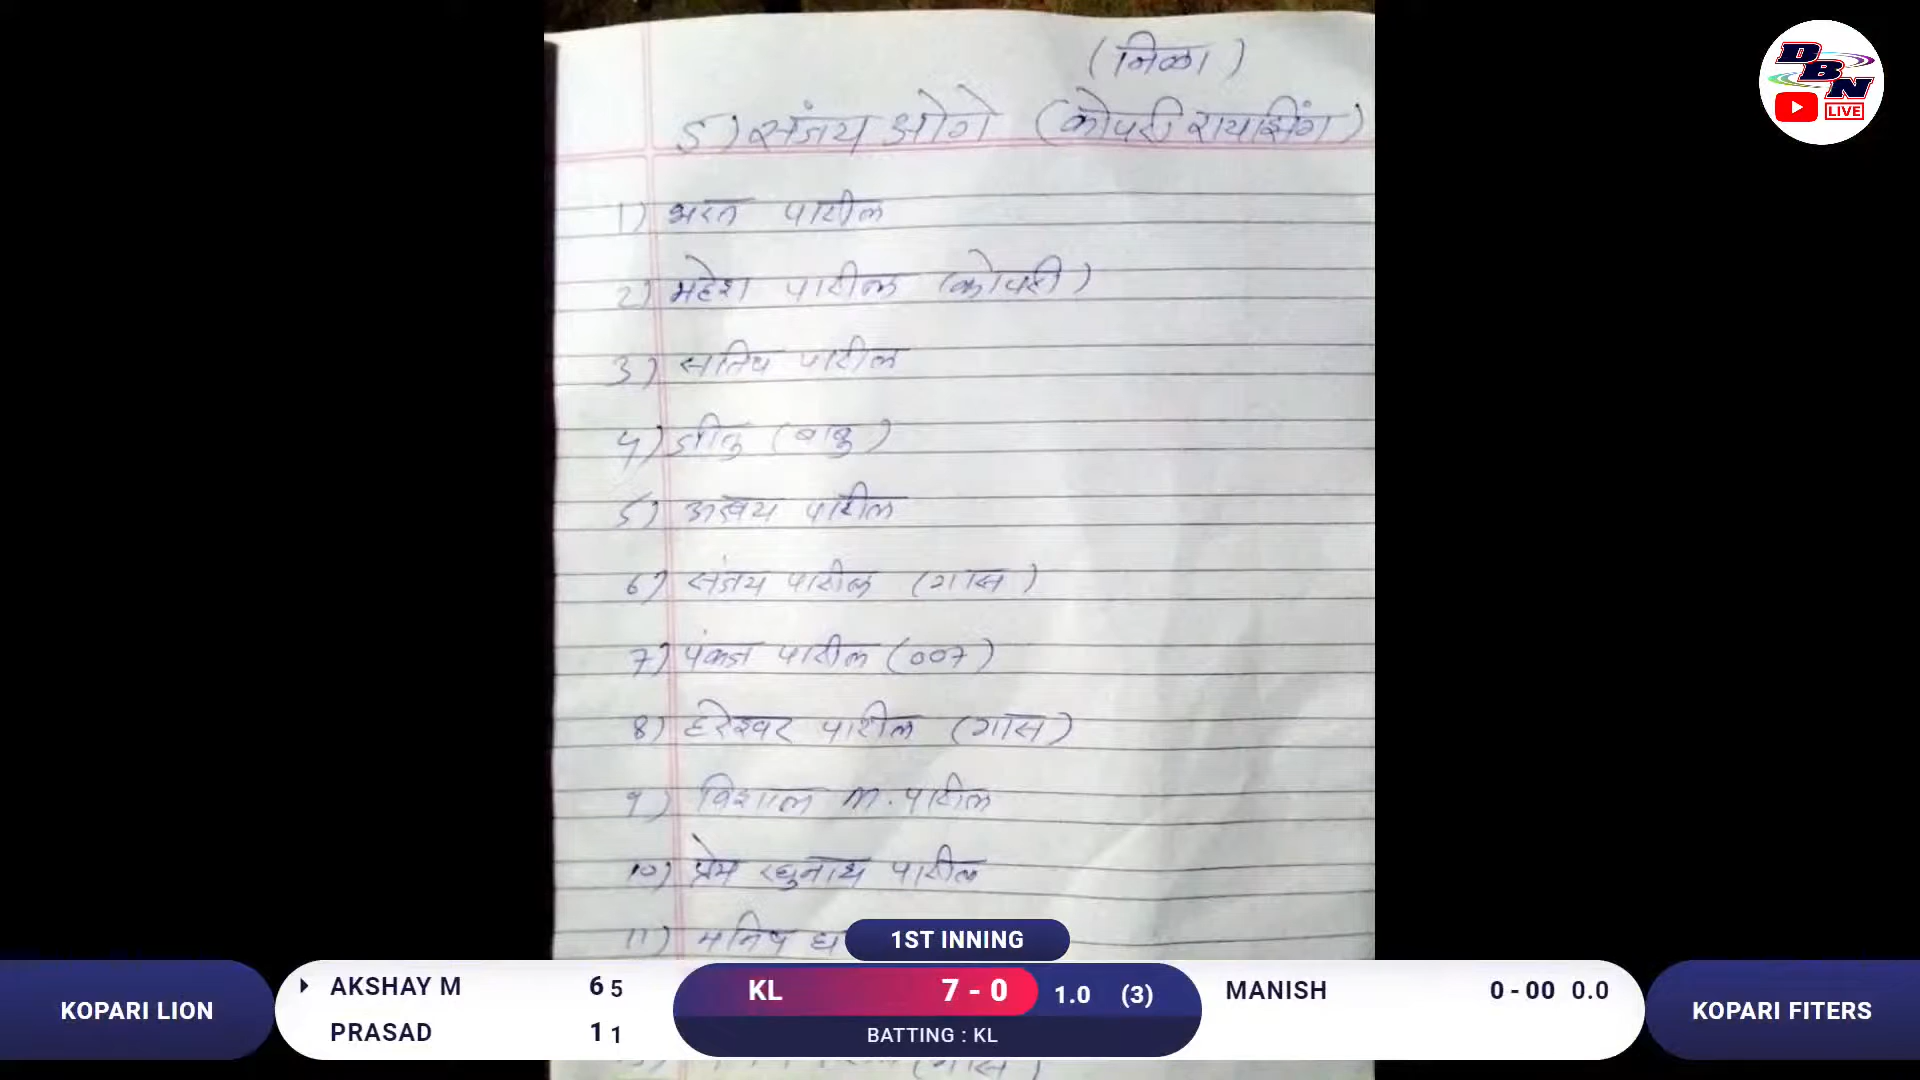 DBN
LIVE
(निळा)
5) संजय ओगे (कोपरी रायझिंग)
1) भरत पाटील
2) महेश पाटील (कोपरी)
3) सतिष पाटील
4) (बाबु)
5) अक्षय पाटील
6) संजय पाटील (गास)
7) पंकज पाटील (007)
8) हरेश्वर पाटील (गास)
9) विशाल M. पाटील
10) प्रेम रघुनाथ पाटील
11) मनिष
(गास)
1ST INNING
KOPARI LION
AKSHAY M 6 5
PRASAD 1 1
KL 7 - 0 1.0 (3)
BATTING : KL
MANISH 0 - 00 0.0
KOPARI FITERS